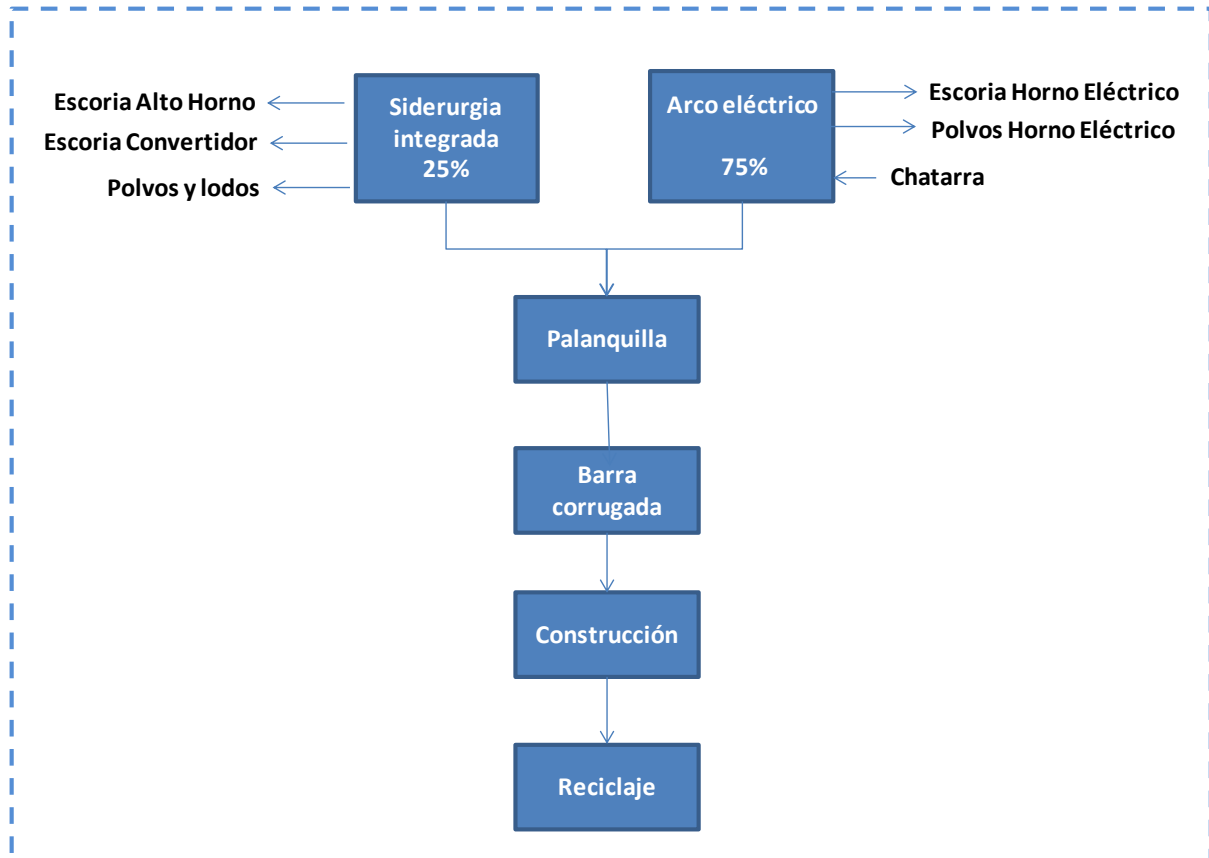 Escoria Alto Horno
Escoria Convertidor
Polvos y lodos
Siderurgia
integrada
25%
Arco eléctrico
75%
Escoria Horno Eléctrico
Polvos Horno Eléctrico
Chatarra
Palanquilla
Barra
corrugada
Construcción
Reciclaje